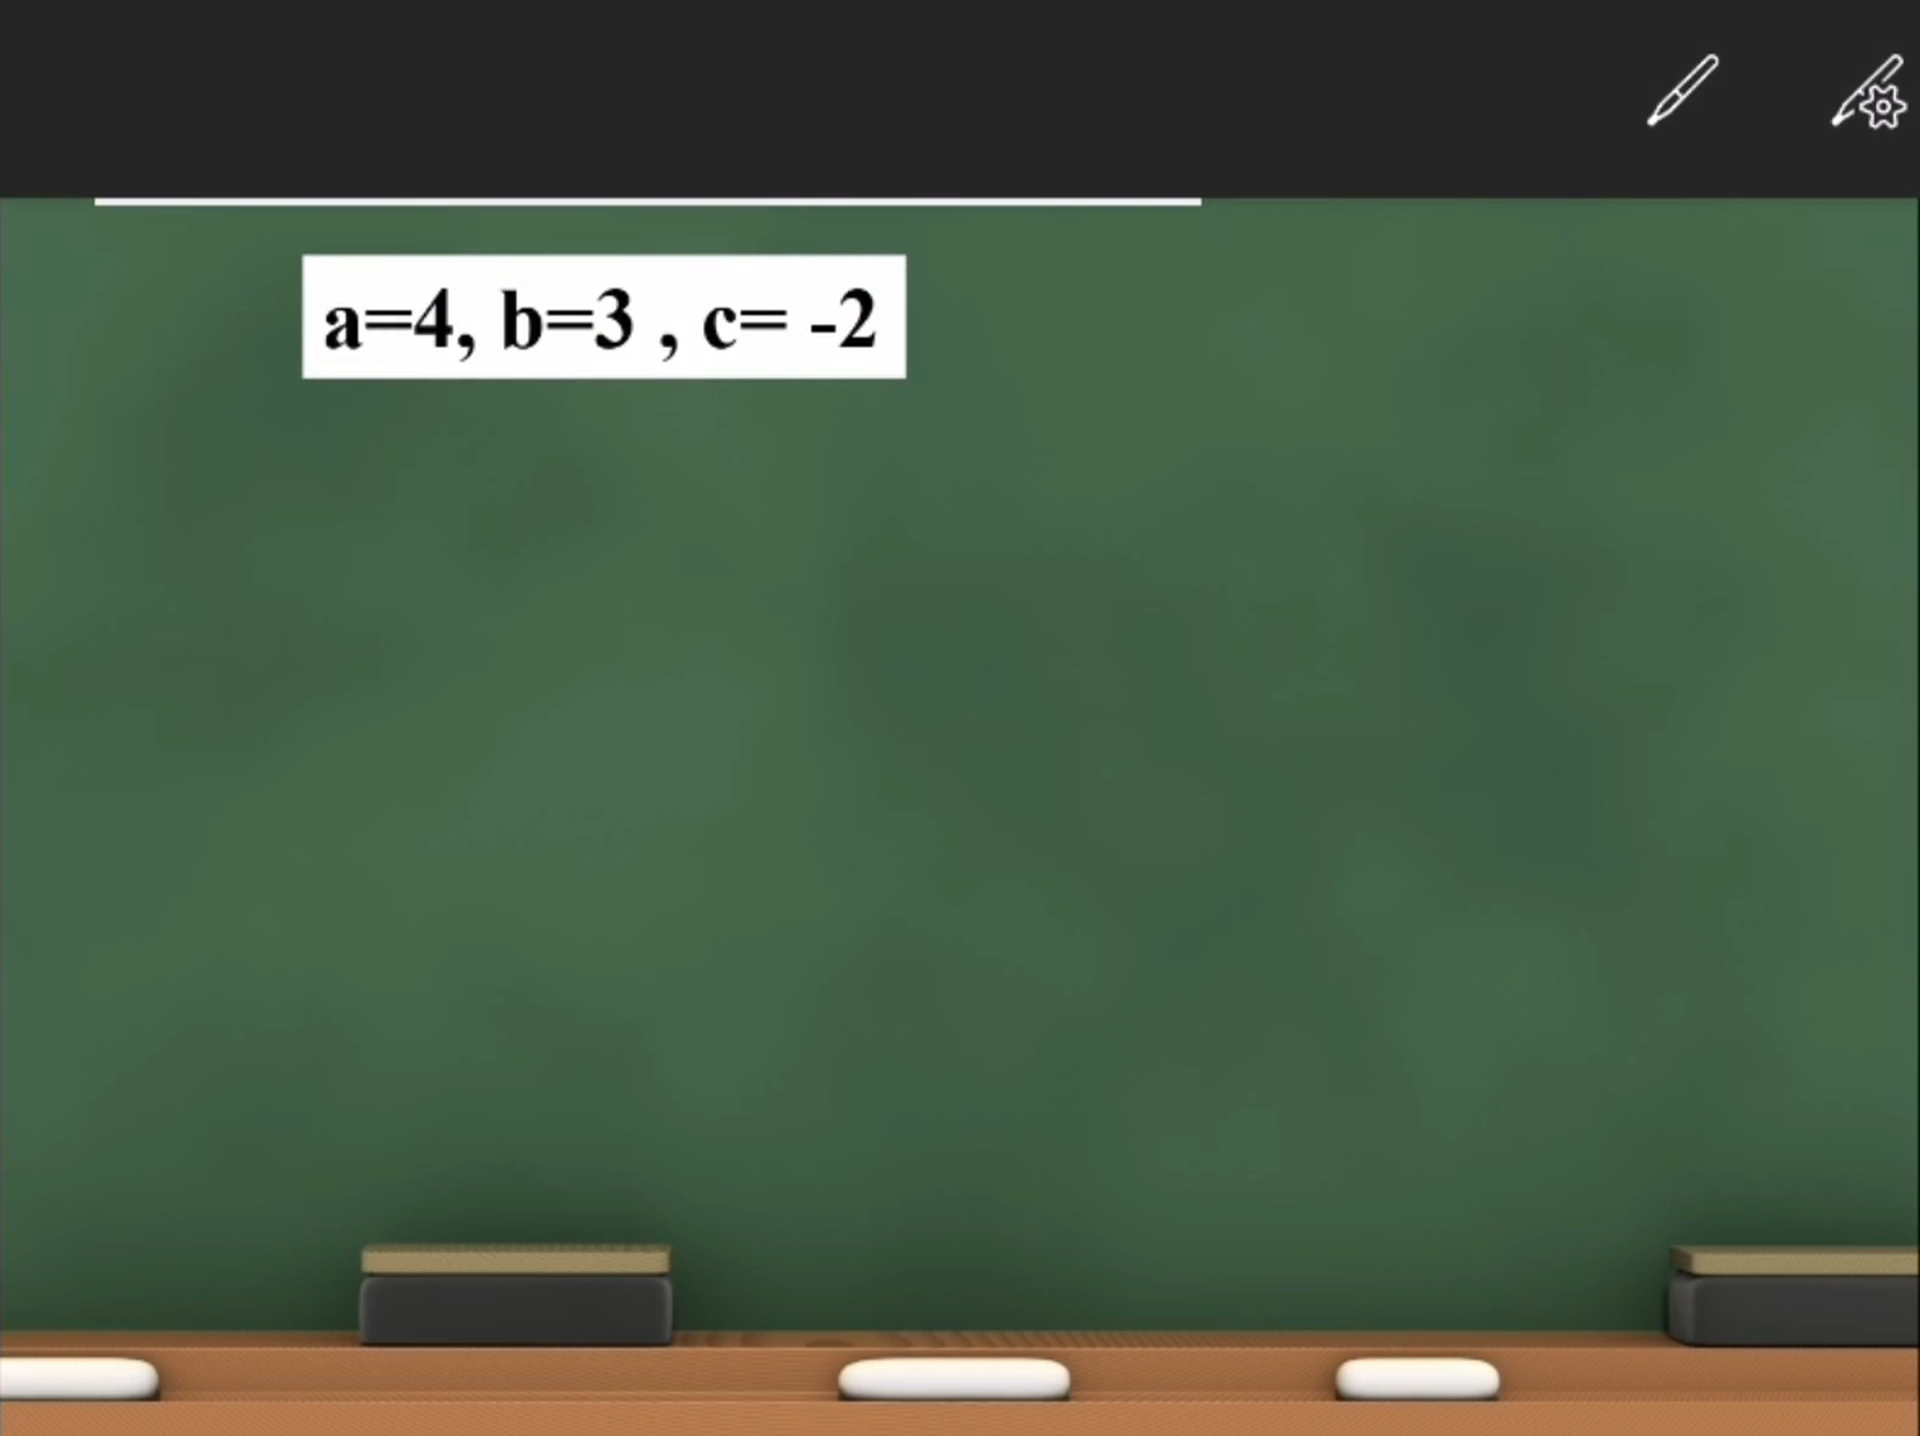 a=4, b=3 , c= -2